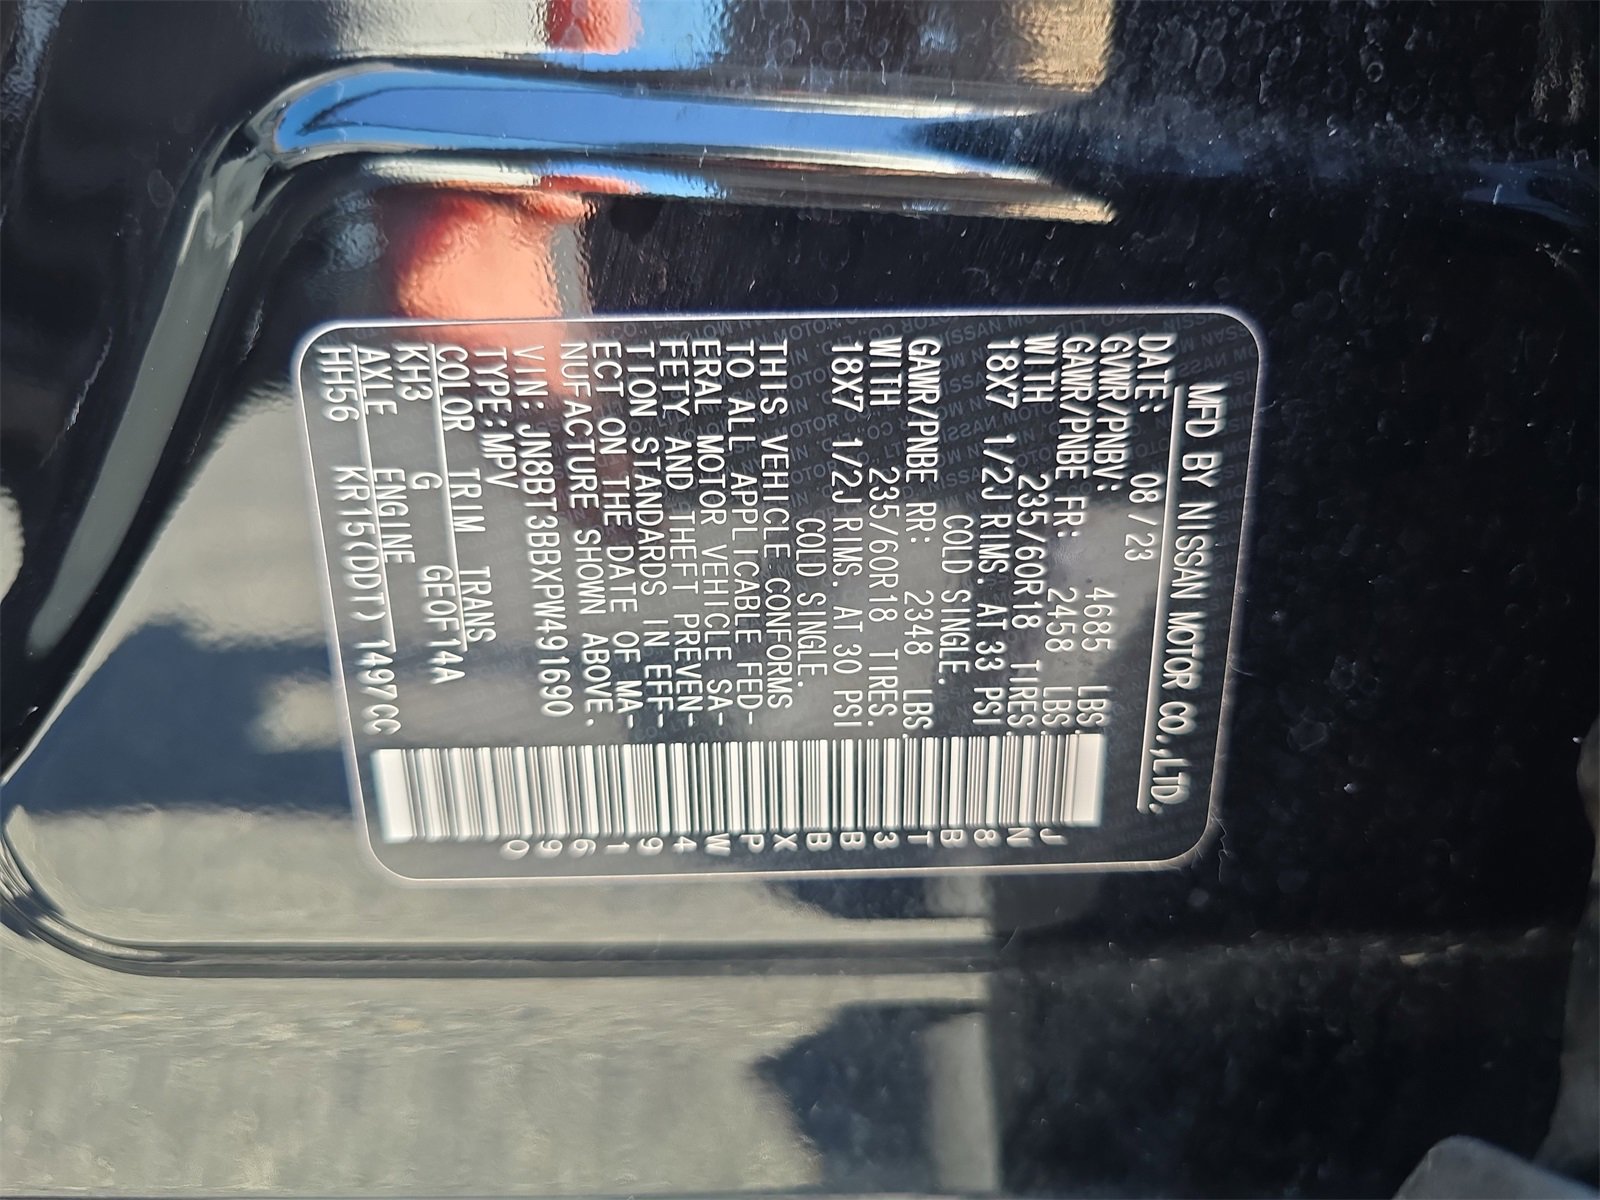 MFD BY NISSAN MOTOR CO.,LTD.
DATE: 08/23
GVWR/PNBV: 4685 LBS.
GAWR/PNBE FR: 2458 LBS.
WITH 235/60R18 TIRES.
18X7 1/2J RIMS. AT 33 PSI
COLD SINGLE.
GAWR/PNBE RR: 2348 LBS.
WITH 235/60R18 TIRES.
18X7 1/2J RIMS. AT 30 PSI
COLD SINGLE.
THIS VEHICLE CONFORMS
TO ALL APPLICABLE FED-
ERAL MOTOR VEHICLE SA-
FETY AND THEFT PREVEN-
TION STANDARDS IN EFF-
ECT ON THE DATE OF MA-
NUFACTURE SHOWN ABOVE.
VIN: JN8BT3BBXPW491690
TYPE:MPV
COLOR TRIM TRANS
KH3 G GE0F14A
AXLE ENGINE
HH56 KR15(DDT) 1497CC
JN8BT3BBXPW491690